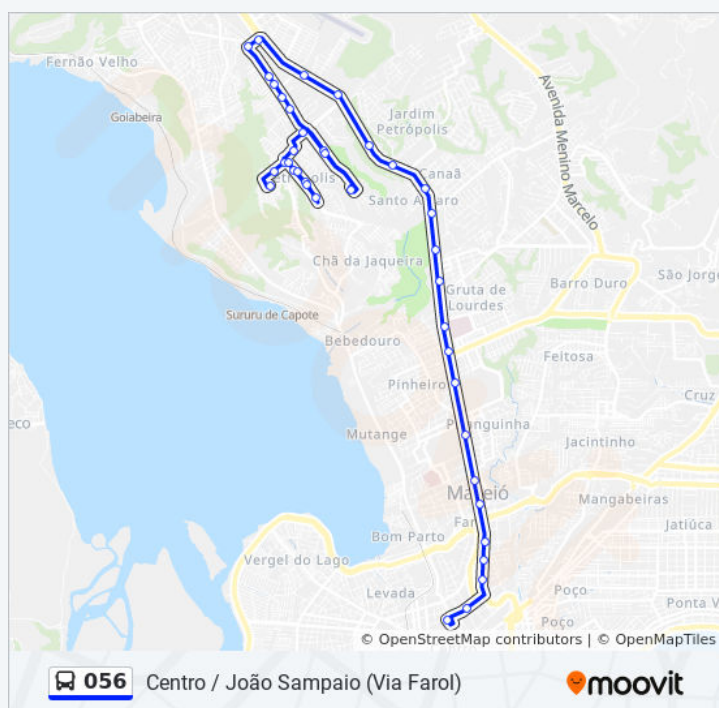 Fernão Velho
Goiabeira
Avenida Menino Marcelo
Jardim
Petrópolis
Canaã
Santo Amaro
Chã da Jaqueira
São Jorge
Barro Duro
Gruta de
Lourdes
Sururu de Capote
Bebedouro
Feitosa
Pinheiro
Cruz
eco
Mutange
Jacintinho
Maceió
Mangabeiras
Bom Parto
Jatiúca
Vergel do Lago
Levada
Poço
Ponta V
Poço
© OpenStreetMap contributors | © OpenMapTiles
056 Centro / João Sampaio (Via Farol)
moovit